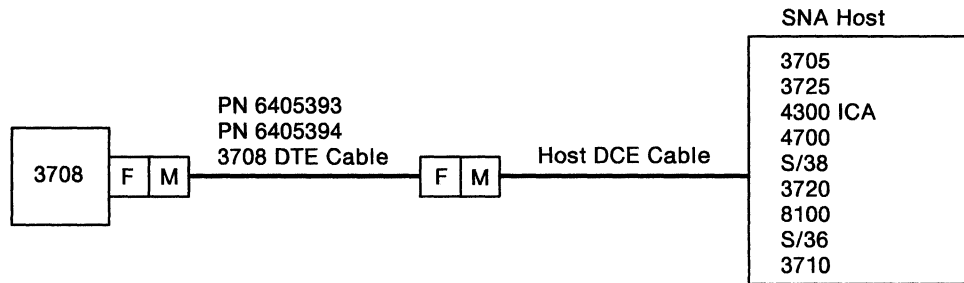 SNA Host
3705
3725
4300 ICA
4700
S/38
3720
8100
S/36
3710
PN 6405393
PN 6405394
3708 DTE Cable
Host DCE Cable
3708
F M
F M